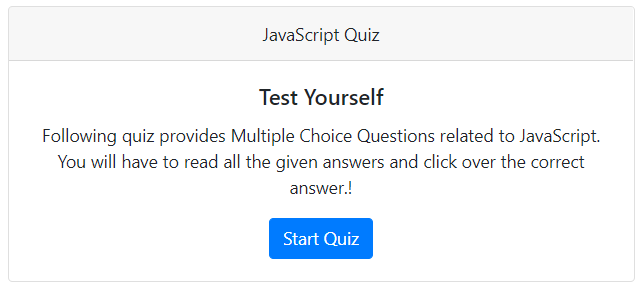 JavaScript Quiz
Test Yourself
Following quiz provides Multiple Choice Questions related to JavaScript.
You will have to read all the given answers and click over the correct
answer.!
Start Quiz